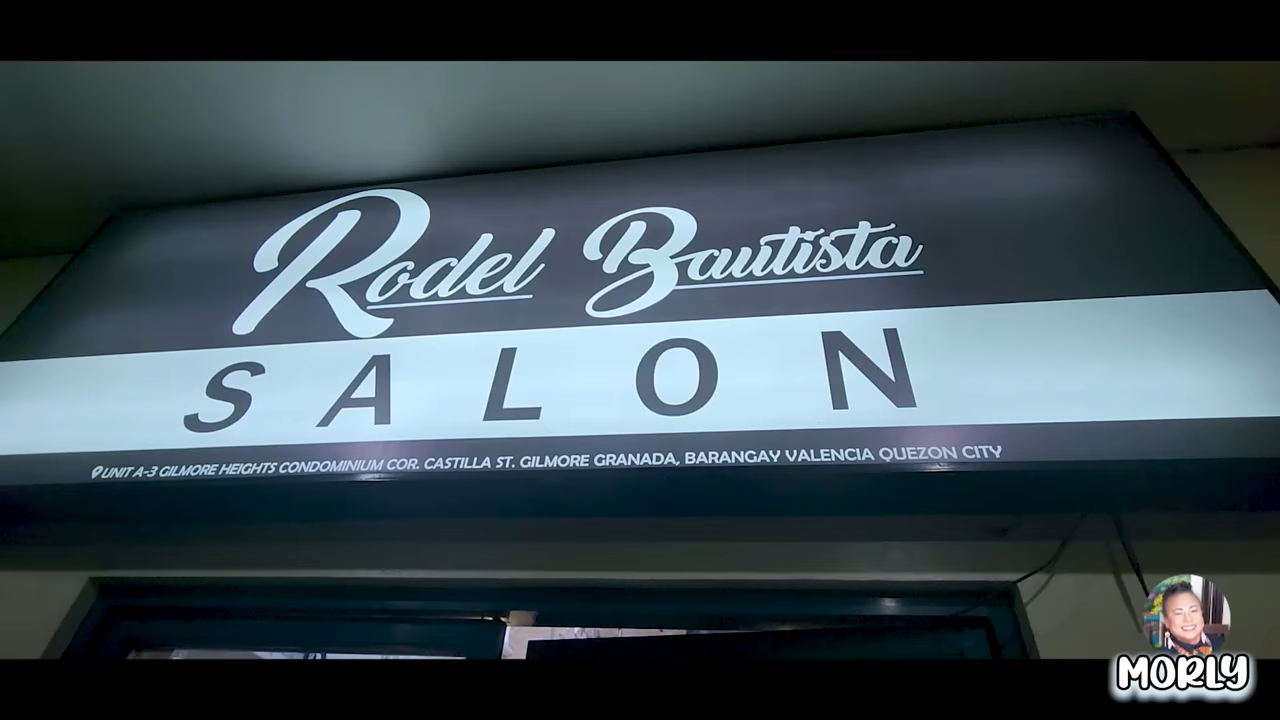 Rodel Bautista
SALON
UNIT A-3 GILMORE HEIGHTS CONDOMINIUM COR. CASTILLA ST. GILMORE GRANADA, BARANGAY VALENCIA QUEZON CITY
MORLY